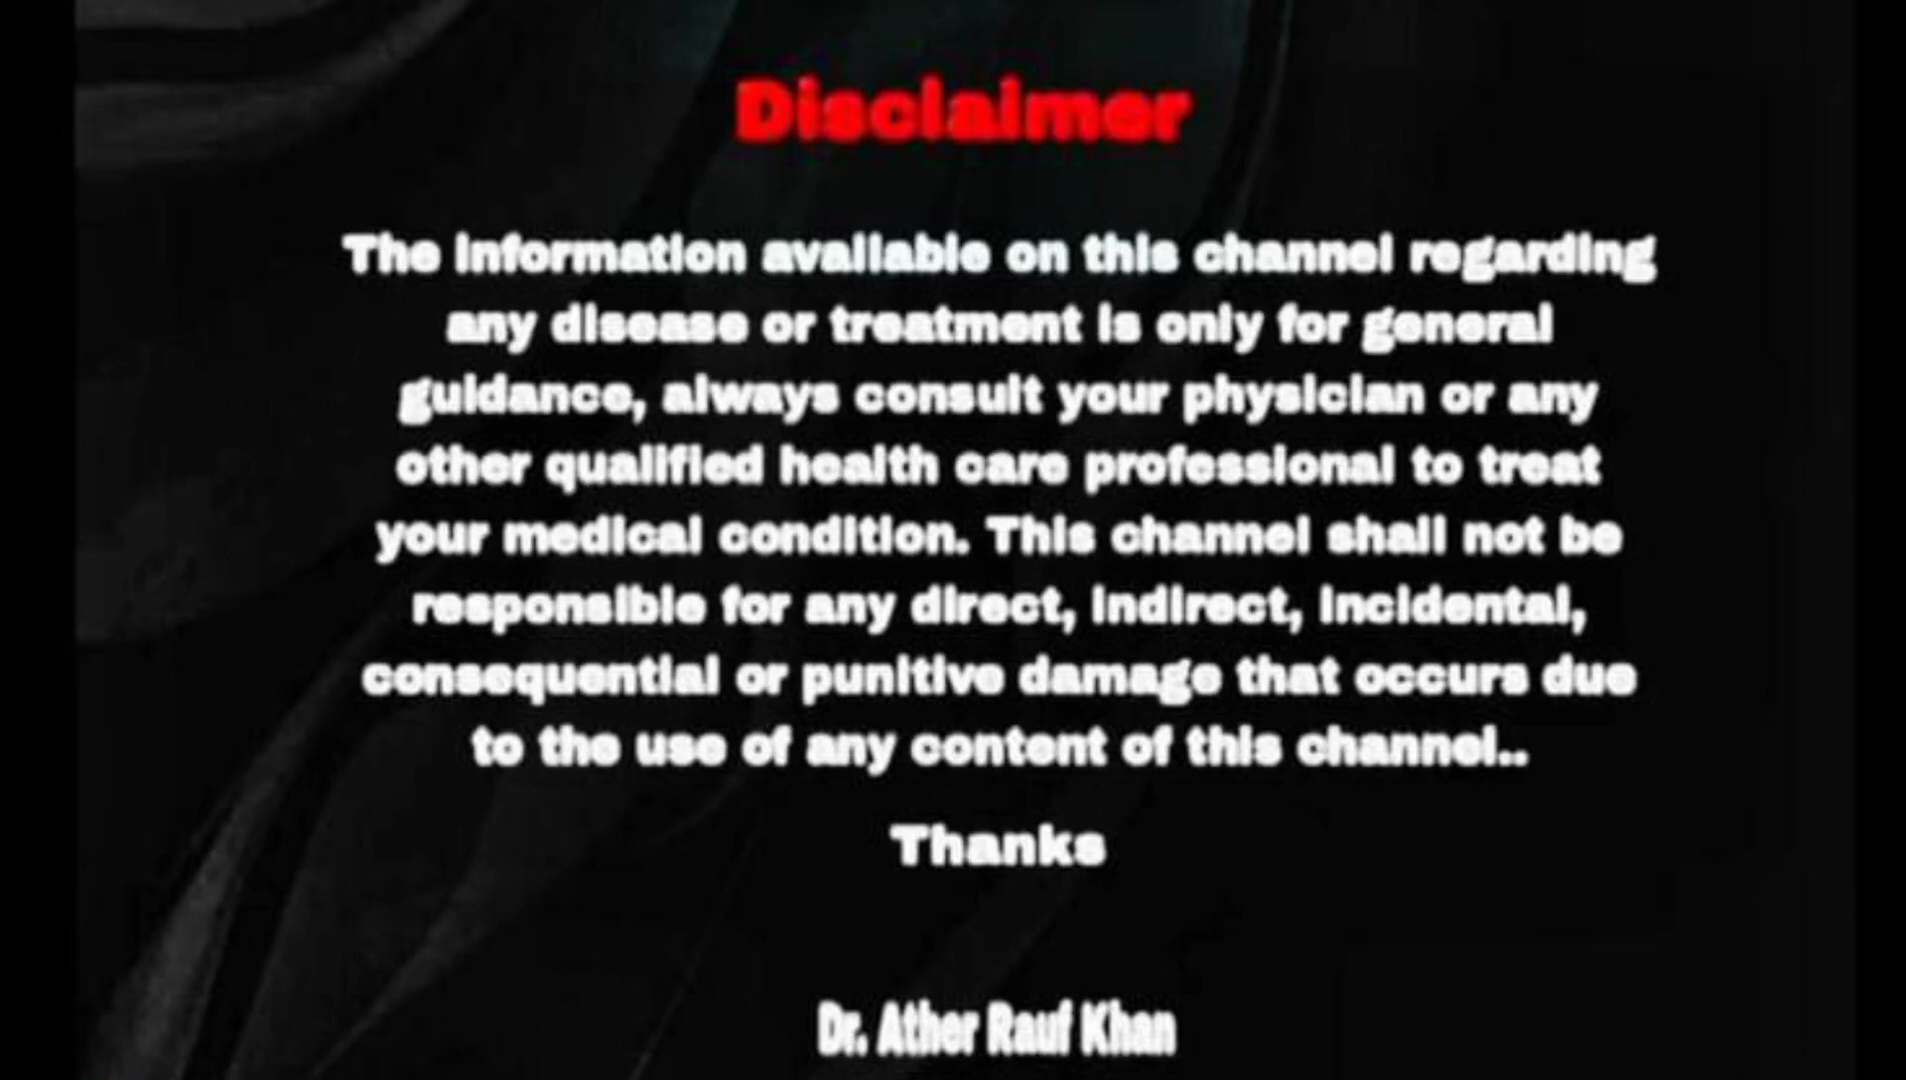 Disclaimer
The information available on this channel regarding
any disease or treatment is only for general
guidance, always consult your physician or any
other qualified health care professional to treat
your medical condition. This channel shall not be
responsible for any direct, indirect, incidental,
consequential or punitive damage that occurs due
to the use of any content of this channel..
Thanks
Dr. Ather Rauf Khan